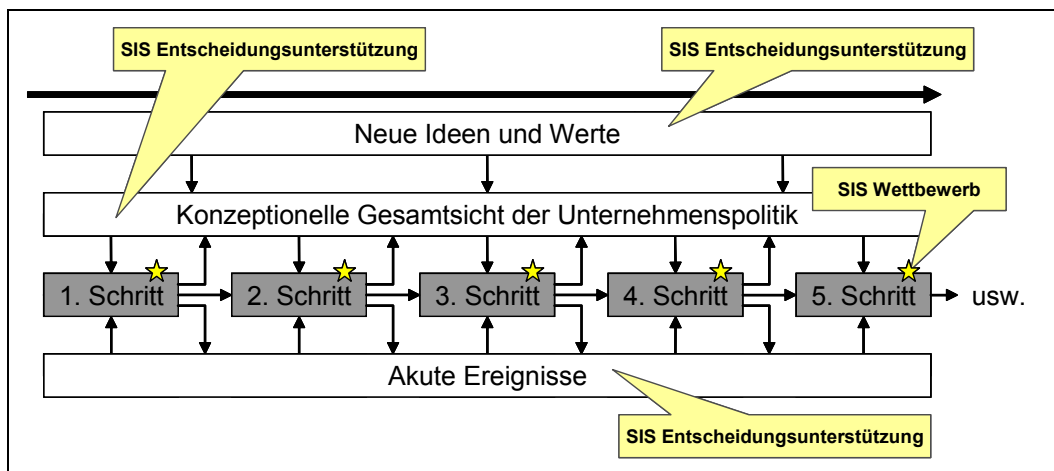 SIS Entscheidungsunterstützung
SIS Entscheidungsunterstützung
Neue Ideen und Werte
SIS Wettbewerb
Konzeptionelle Gesamtsicht der Unternehmenspolitik
1. Schritt
2. Schritt
3. Schritt
4. Schritt
5. Schritt
usw.
Akute Ereignisse
SIS Entscheidungsunterstützung